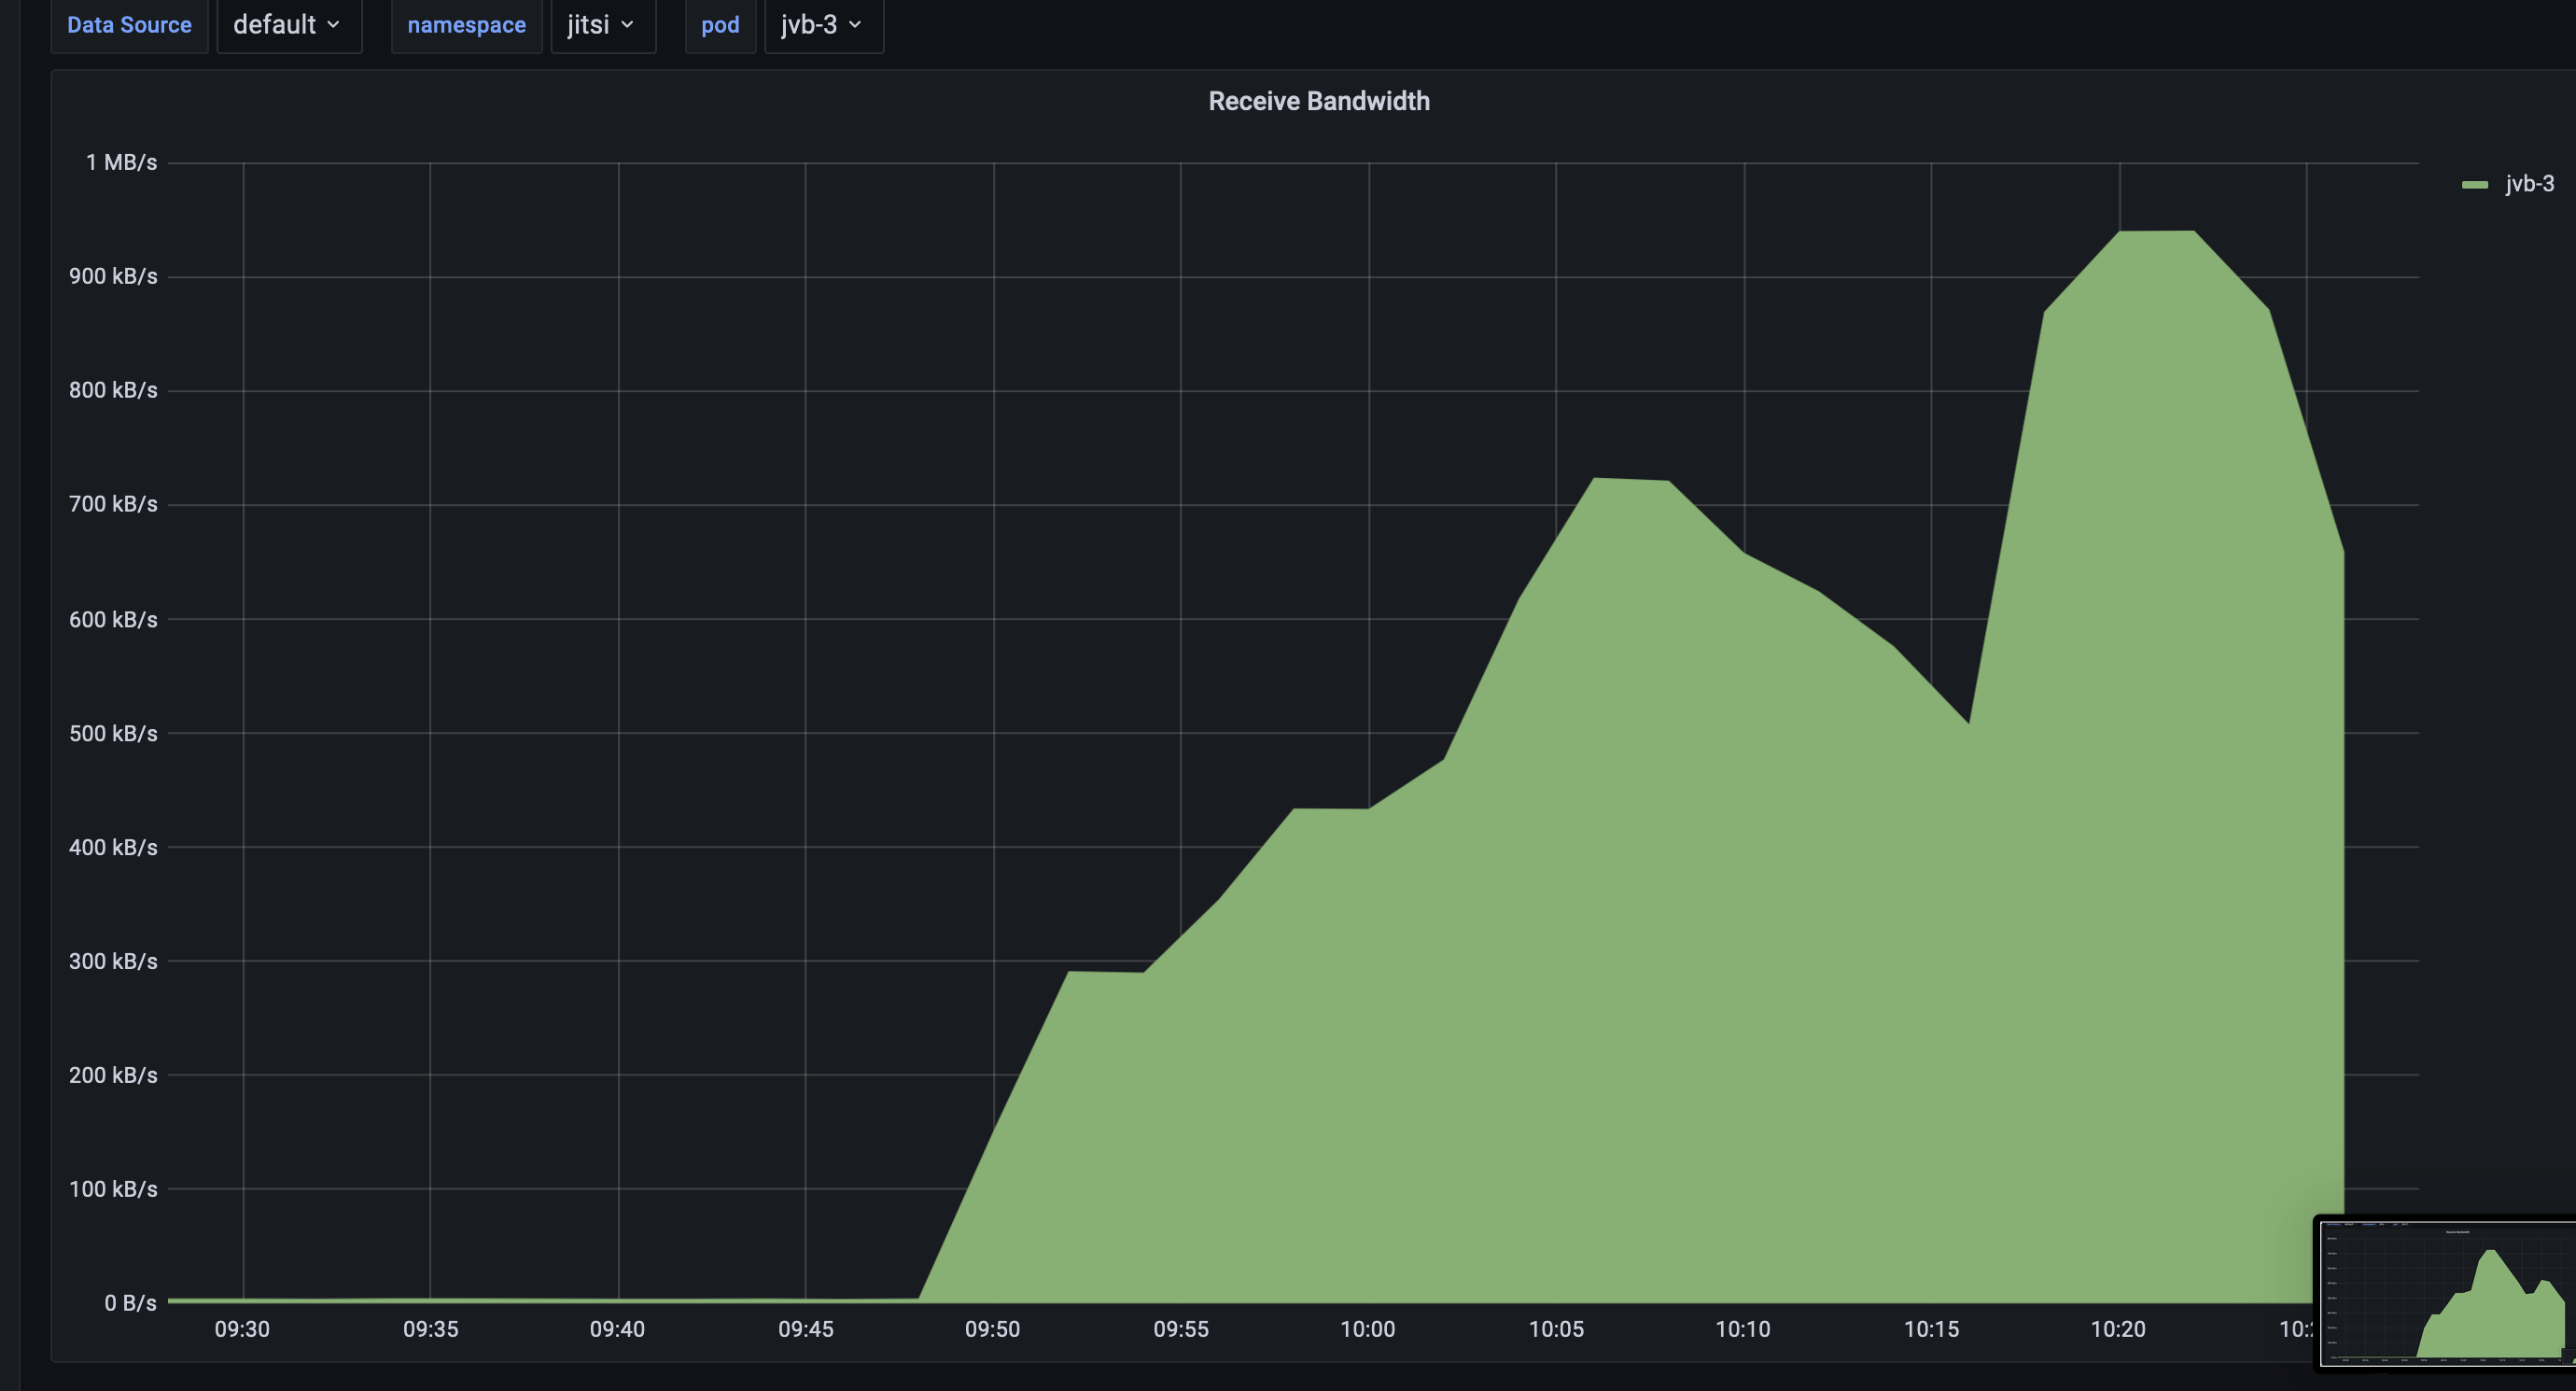 Data Source default namespace jitsi pod jvb-3
Receive Bandwidth
1 MB/s
jvb-3
900 kB/s
800 kB/s
700 kB/s
600 kB/s
500 kB/s
400 kB/s
300 kB/s
200 kB/s
100 kB/s
0 B/s
09:30 09:35 09:40 09:45 09:50 09:55 10:00 10:05 10:10 10:15 10:20